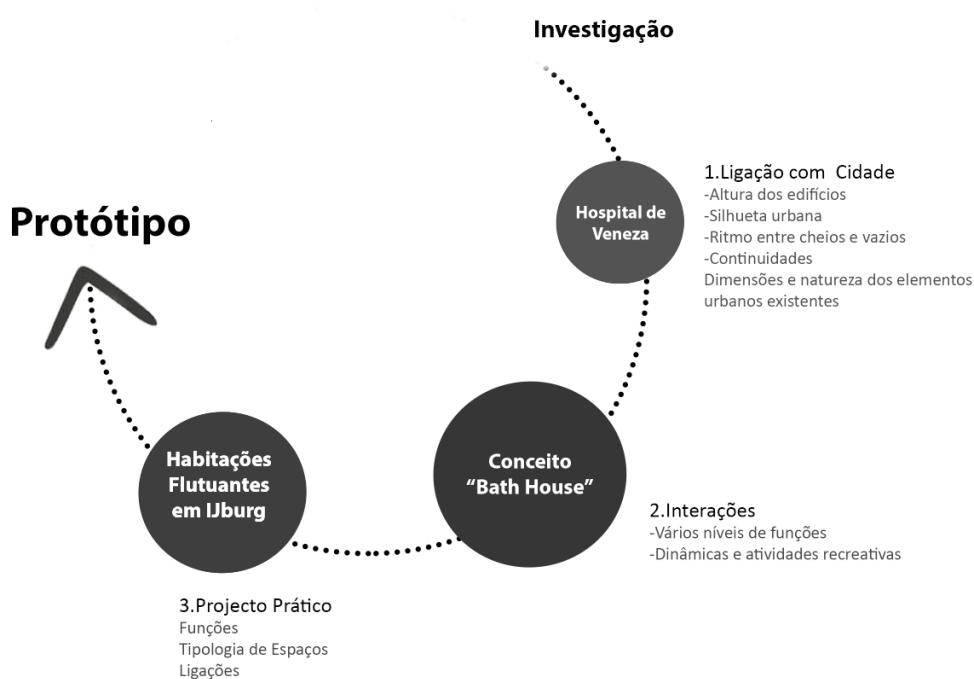 Investigação
Hospital de
Veneza
1.Ligação com Cidade
-Altura dos edifícios
-Silhueta urbana
-Ritmo entre cheios e vazios
-Continuidades
Dimensões e natureza dos elementos
urbanos existentes
Conceito
“Bath House”
2.Interações
-Vários níveis de funções
-Dinâmicas e atividades recreativas
Habitações
Flutuantes
em IJburg
3.Projecto Prático
Funções
Tipologia de Espaços
Ligações
Protótipo